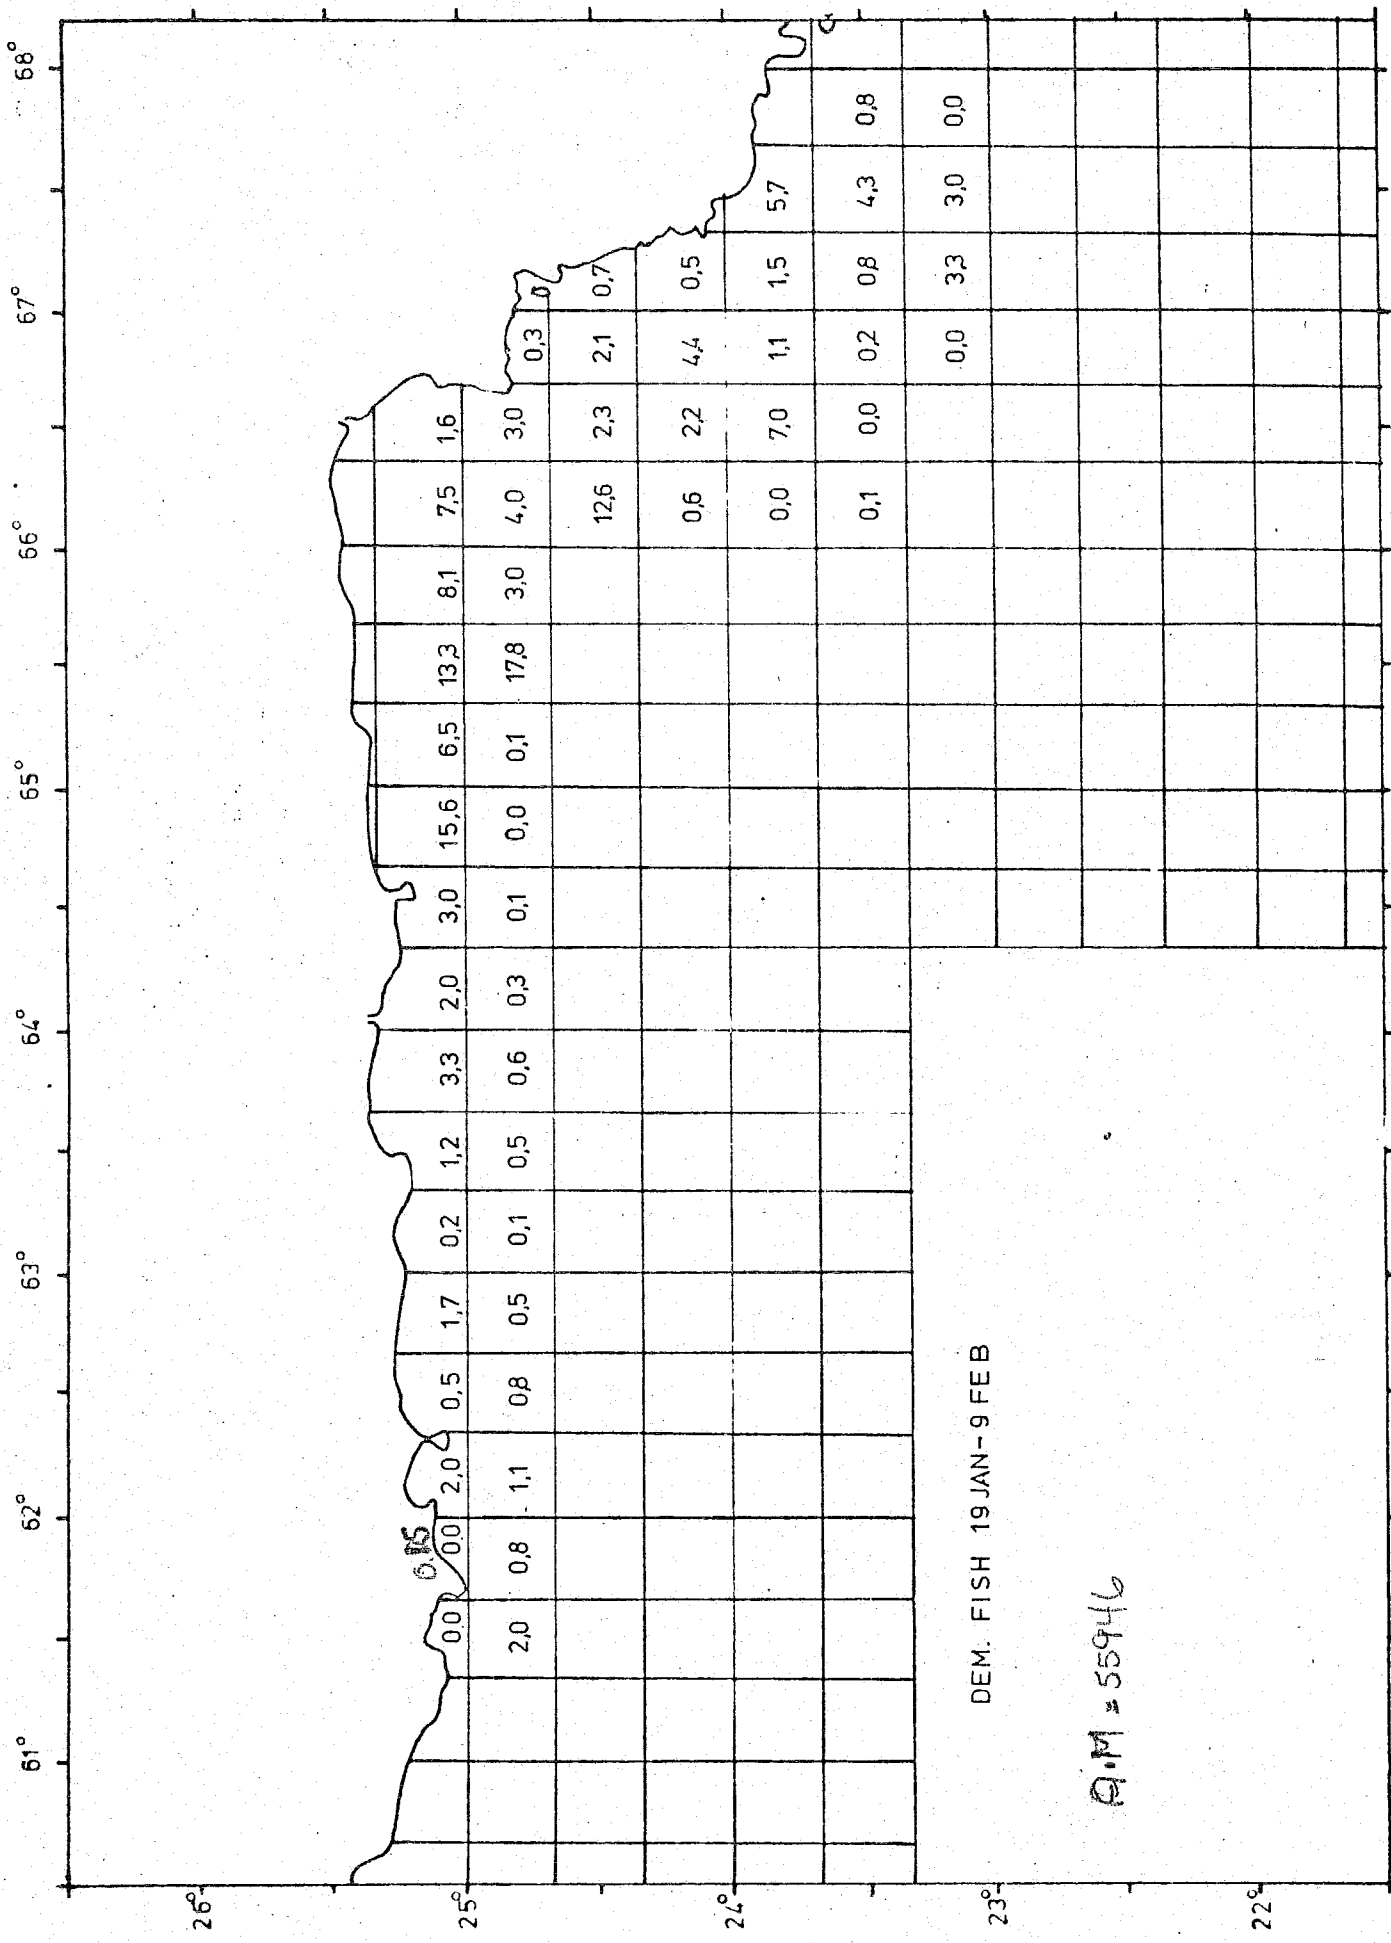 61° 62° 63° 64° 65° 66° 67° 68°
26°
25°
0,0 0,0 2,0 0,5 1,7 0,2 1,2 3,3 2,0 3,0 15,6 6,5 13,3 8,1 7,5 1,6
2,0 0,8 1,1 0,8 0,5 0,1 0,5 0,6 0,3 0,1 0,0 0,1 17,8 3,0 4,0 3,0 0,3 0
12,6 2,3 2,1 0,7
0,6 2,2 4,4 0,5
24°
0,0 7,0 1,1 1,5 5,7
0,1 0,0 0,2 0,8 4,3 0,8
0,0 3,3 3,0 0,0
DEM. FISH 19 JAN-9 FEB
23°
= 55946
22°